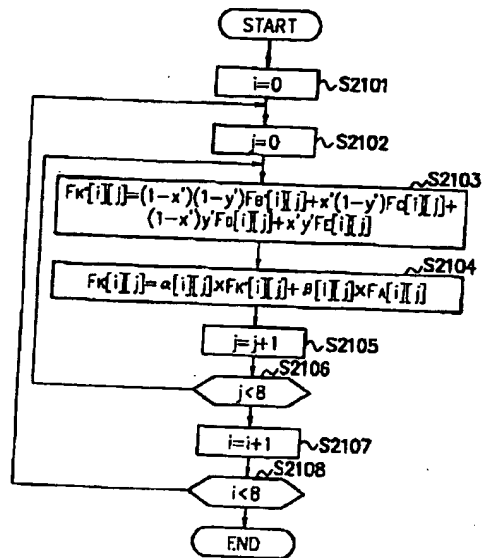 START
i=0
S2101
j=0
S2102
S2103
FK'[i][j]=(1-x')(1-y')FB'[i][j]+x'(1-y')FC[i][j]+
(1-x')y'FD[i][j]+x'y'FE[i][j]
S2104
FK[i][j]=α[i][j]×FK'[i][j]+β[i][j]×FA[i][j]
j=j+1
S2105
S2106
j<8
i=i+1
S2107
S2108
i<8
END